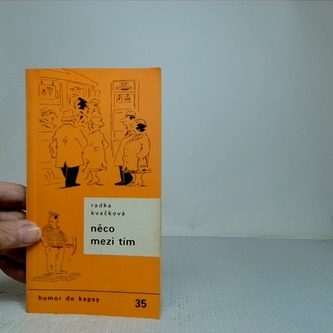 radka
kvačková
něco
mezi tím
humor do kapsy
35